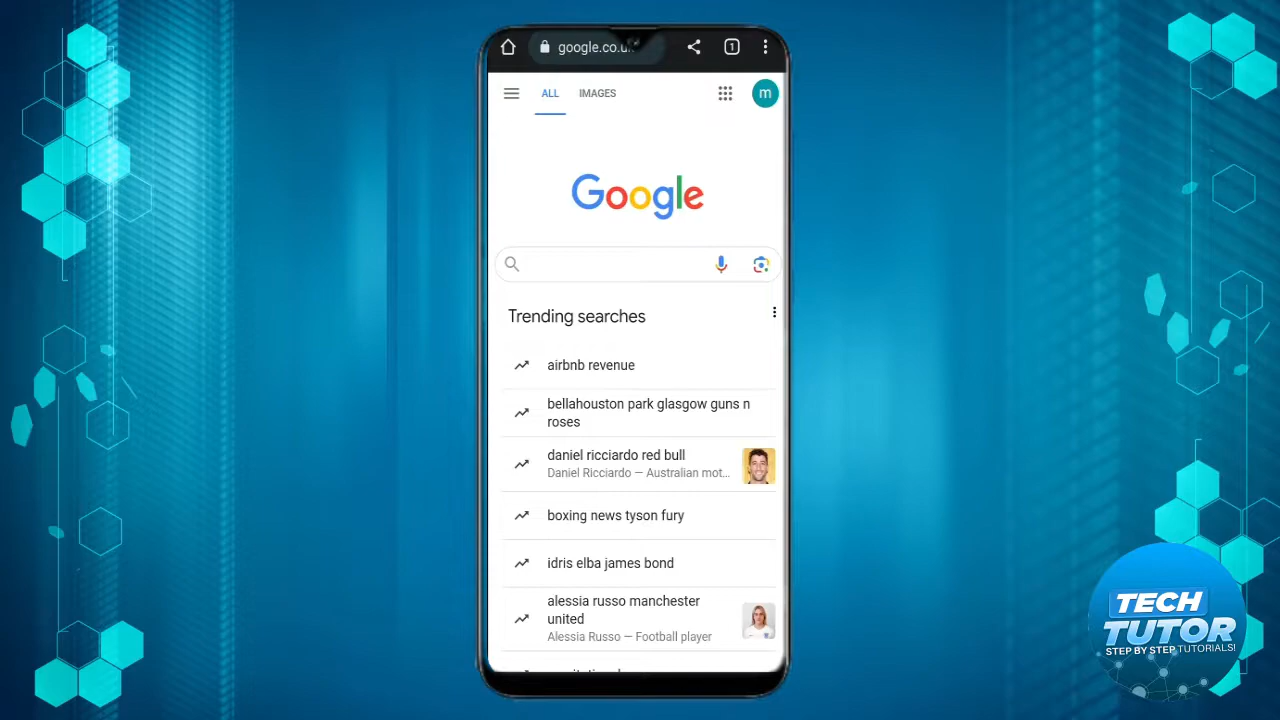 google.co.u
1
ALL IMAGES
m
Google
Trending searches
airbnb revenue
bellahouston park glasgow guns n
roses
daniel ricciardo red bull
Daniel Ricciardo — Australian mot...
boxing news tyson fury
idris elba james bond
alessia russo manchester
united
Alessia Russo — Football player
TECH
TUTOR
STEP BY STEP TUTORIALS!